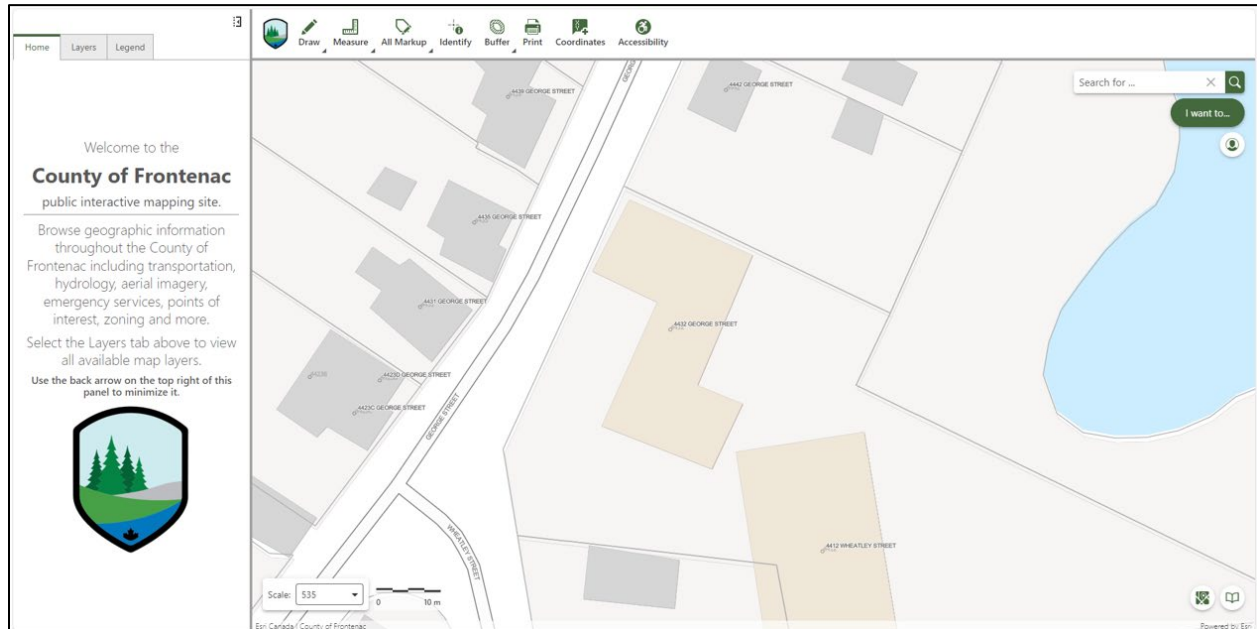 Home
Layers
Legend
Draw
Measure
All Markup
Identify
Buffer
Print
Coordinates
Accessibility
Welcome to the
County of Frontenac
public interactive mapping site.
Browse geographic information
throughout the County of
Frontenac including transportation,
hydrology, aerial imagery,
emergency services, points of
interest, zoning and more.
Select the Layers tab above to view
all available map layers.
Use the back arrow on the top right of this
panel to minimize it.
Search for ...
I want to...
GEORGE
4439 GEORGE STREET
4442 GEORGE STREET
4435 GEORGE STREET
4431 GEORGE STREET
4432 GEORGE STREET
4423B
4423D GEORGE STREET
4423C GEORGE STREET
GEORGE STREET
WHEATLEY STREET
4412 WHEATLEY STREET
Scale:
535
0
10 m
Esri Canada | County of Frontenac
Powered by Esri